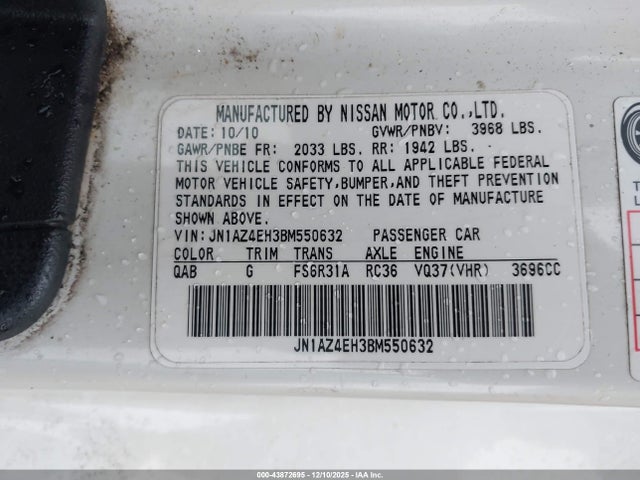 MANUFACTURED BY NISSAN MOTOR CO.,LTD.
DATE: 10/10 GVWR/PNBV: 3968 LBS.
GAWR/PNBE FR: 2033 LBS. RR: 1942 LBS.
THIS VEHICLE CONFORMS TO ALL APPLICABLE FEDERAL
MOTOR VEHICLE SAFETY,BUMPER,AND THEFT PREVENTION
STANDARDS IN EFFECT ON THE DATE OF MANUFACTURE
SHOWN ABOVE.
VIN: JN1AZ4EH3BM550632 PASSENGER CAR
COLOR TRIM TRANS AXLE ENGINE
QAB G FS6R31A RC36 VQ37(VHR) 3696CC
JN1AZ4EH3BM550632
000-43872695 - 12/10/2025 - IAAI.CA